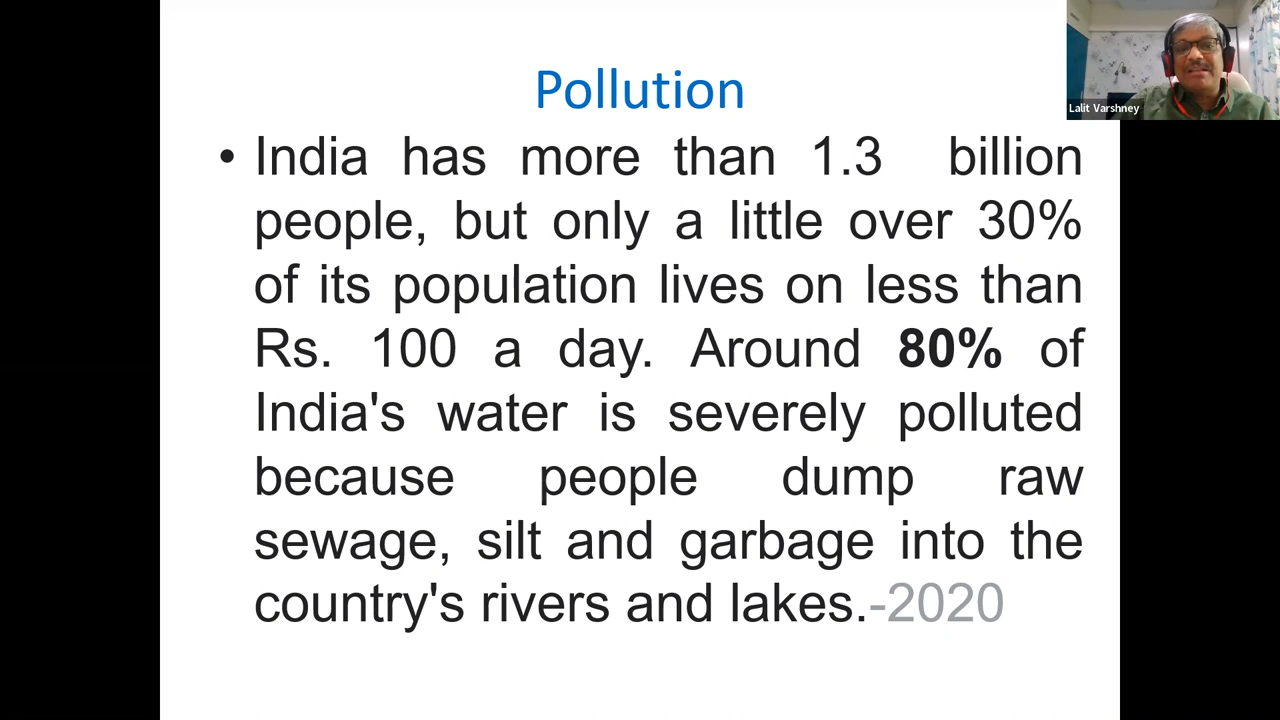 Pollution
• India has more than 1.3 billion
people, but only a little over 30%
of its population lives on less than
Rs. 100 a day. Around 80% of
India's water is severely polluted
because people dump raw
sewage, silt and garbage into the
country's rivers and lakes.-2020
Lalit Varshney